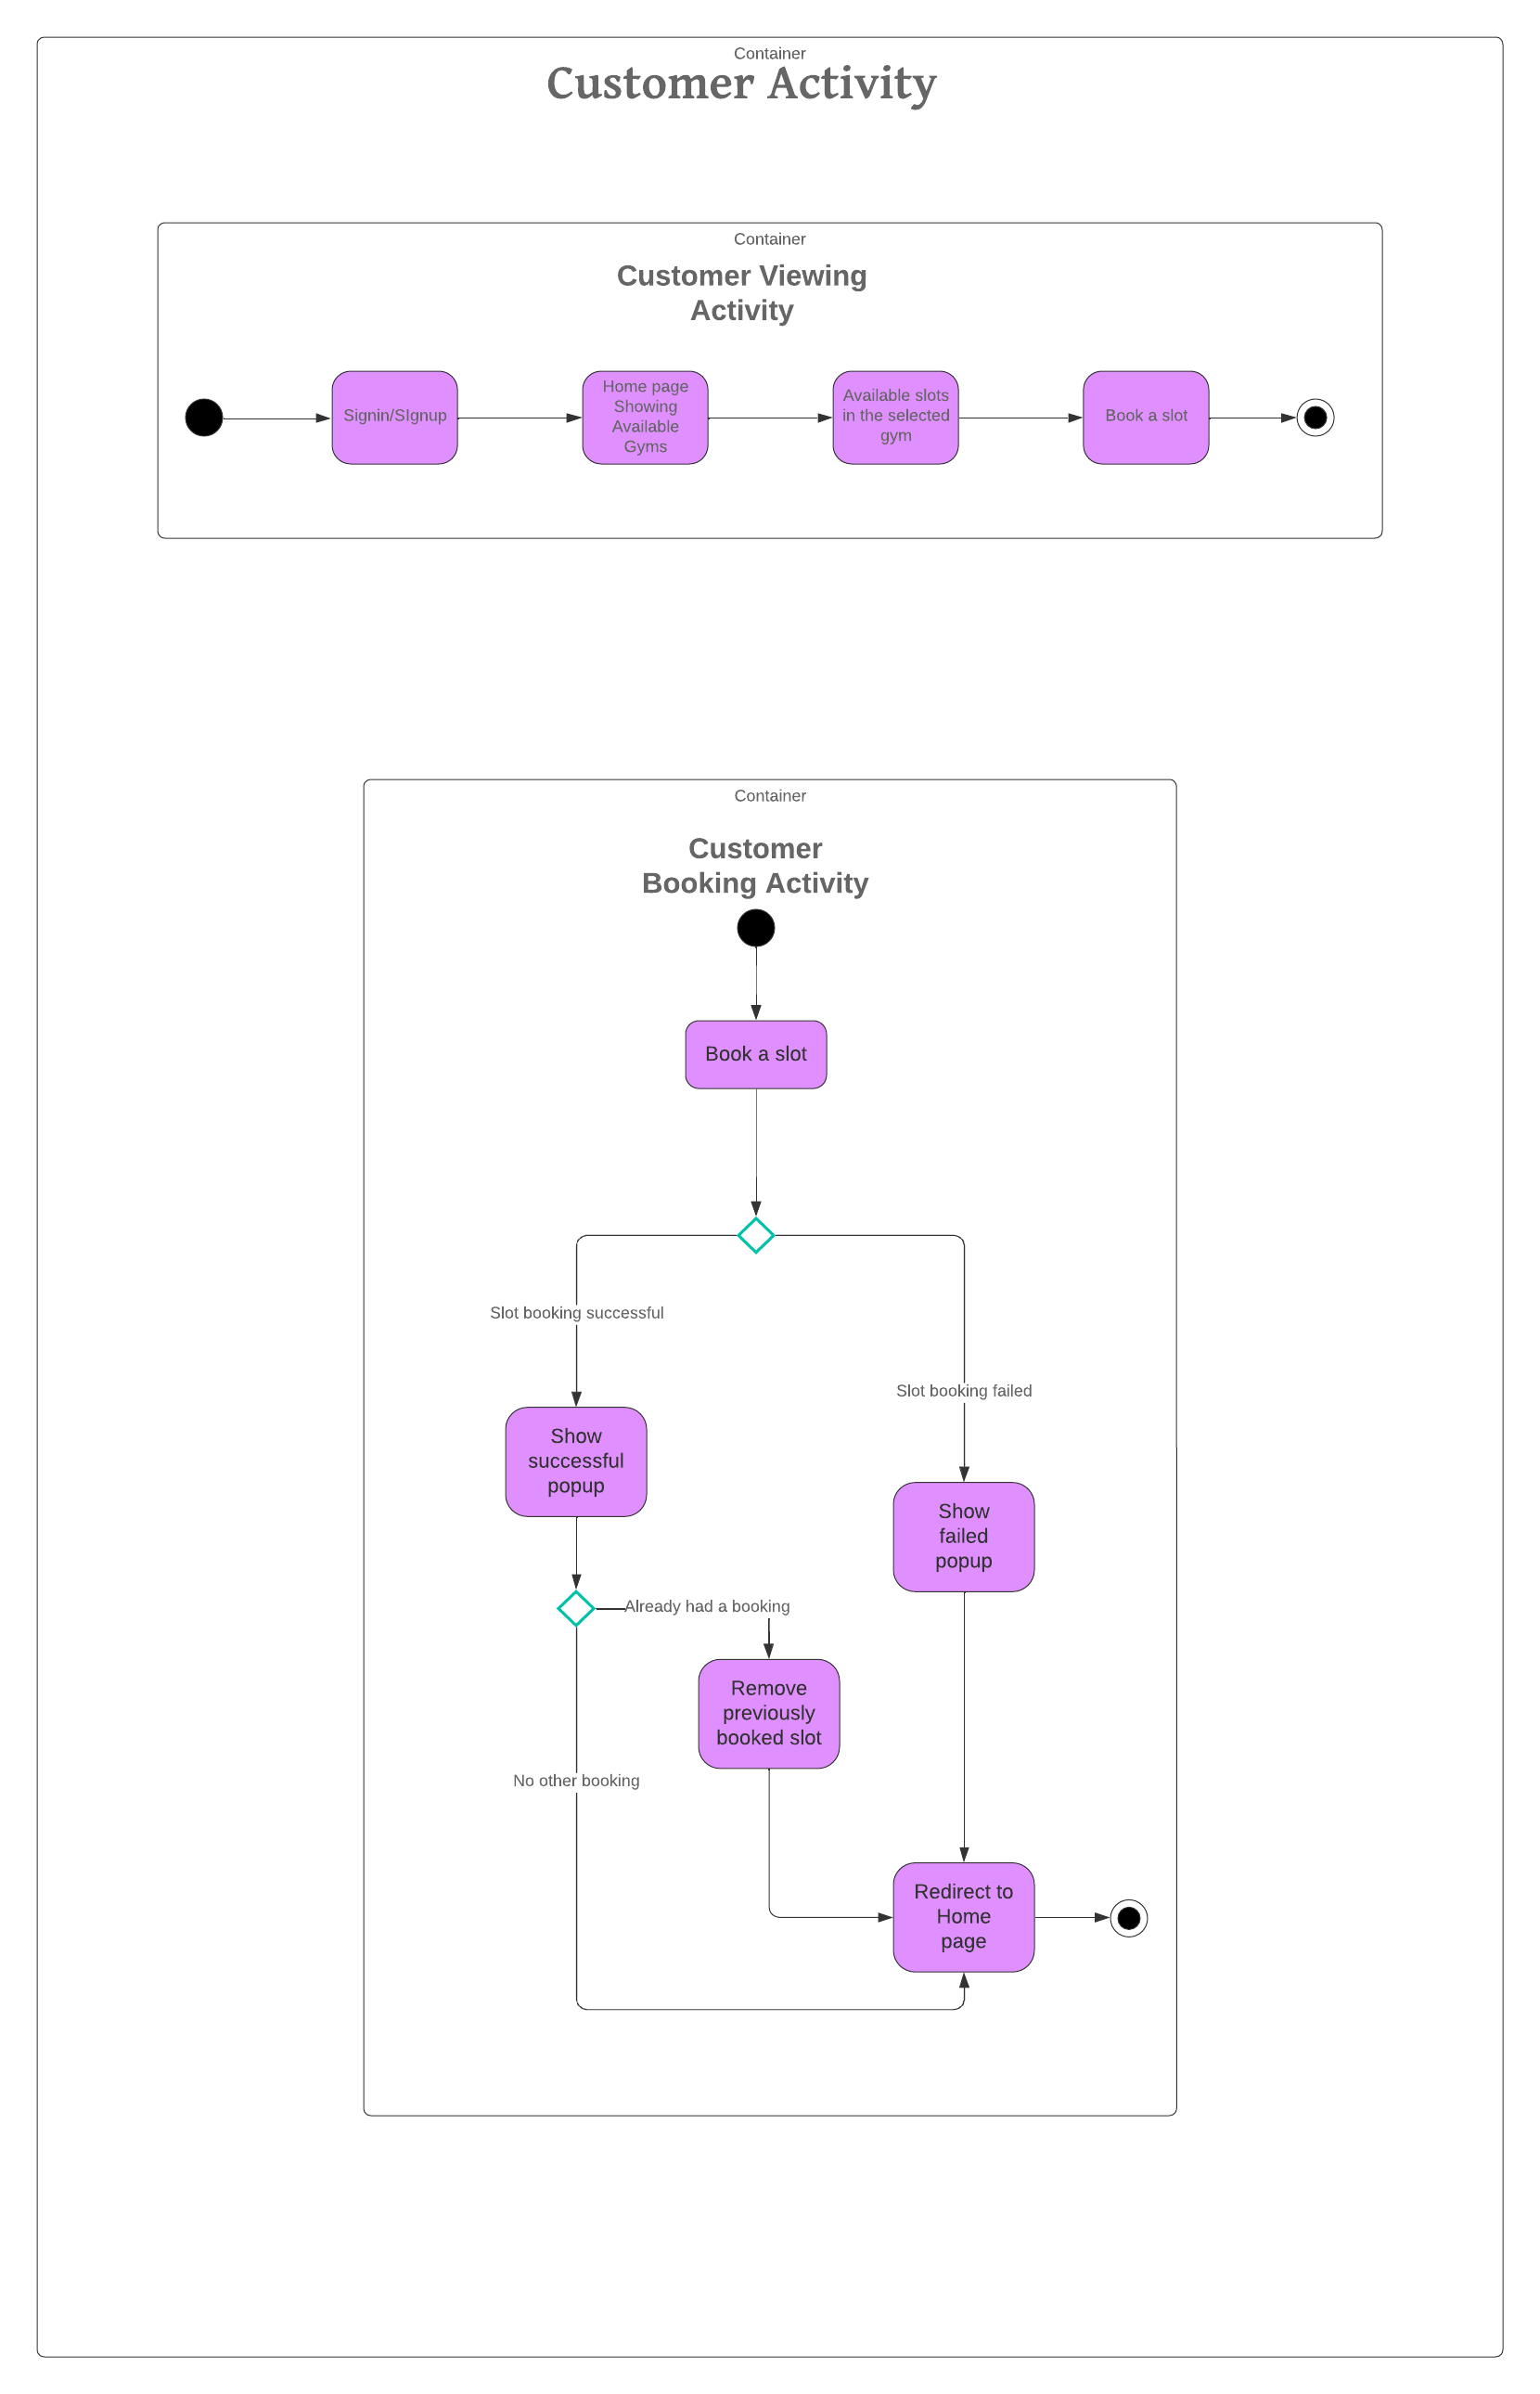 Container
Customer Activity
Container
Customer Viewing
Activity
Signin/SIgnup
Home page
Showing
Available
Gyms
Available slots
in the selected
gym
Book a slot
Container
Customer
Booking Activity
Book a slot
Slot booking successful
Slot booking failed
Show
successful
popup
Show
failed
popup
Already had a booking
Remove
previously
booked slot
No other booking
Redirect to
Home
page